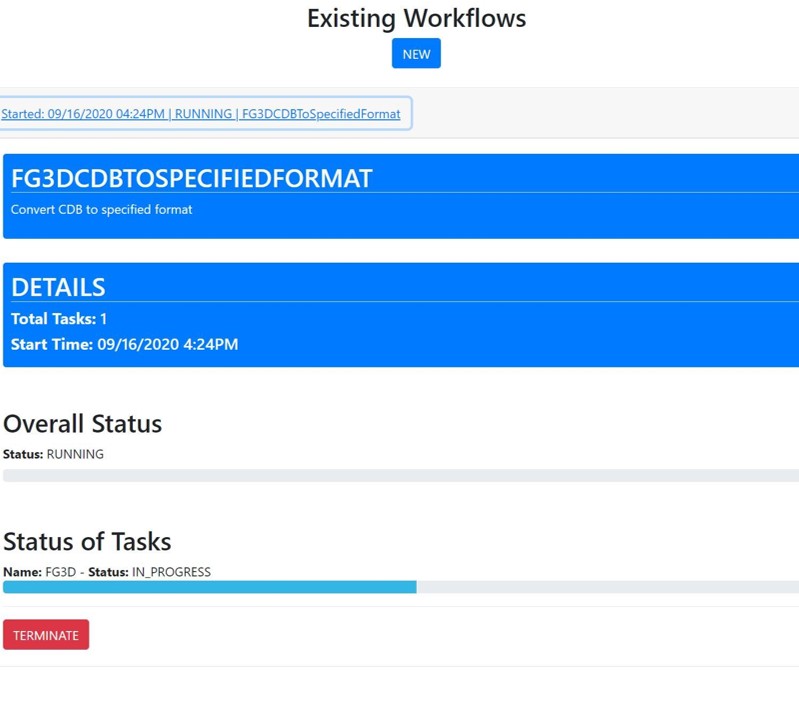 Existing Workflows
NEW
Started: 09/16/2020 04:24PM | RUNNING | FG3DCDBToSpecifiedFormat
FG3DCDBTOSPECIFIEDFORMAT
Convert CDB to specified format
DETAILS
Total Tasks: 1
Start Time: 09/16/2020 4:24PM
Overall Status
Status: RUNNING
Status of Tasks
Name: FG3D - Status: IN_PROGRESS
TERMINATE